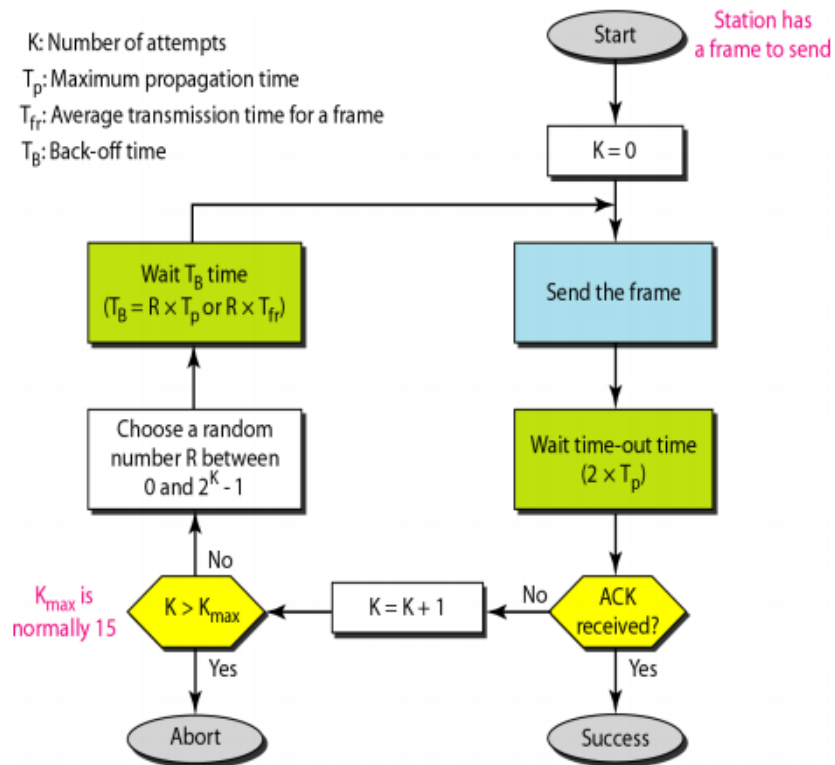 K: Number of attempts
Tp: Maximum propagation time
Tfr: Average transmission time for a frame
TB: Back-off time
Start
Station has
a frame to send
K = 0
Wait TB time
(TB = R × Tp or R × Tfr)
Send the frame
Choose a random
number R between
0 and 2^K - 1
Wait time-out time
(2 × Tp)
No
Kmax is
normally 15
K > Kmax
K = K + 1
No
ACK
received?
Yes
Yes
Abort
Success